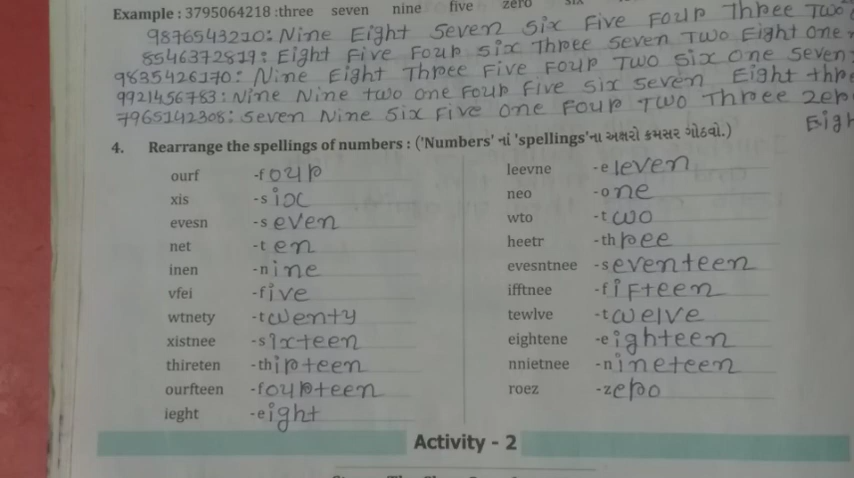 Example : 3795064218 :three seven nine five zero six
9876543210: Nine Eight Seven Six Five Four Three Two
8546372819: Eight Five Four Six Three Seven Two Eight One
9835426170: Nine Eight Three Five Four Two Six One Seven
9921456783: Nine Nine two one Four Five Six Seven Eight thre
7965142308: Seven Nine Six Five One Four Two Three Zero
Eigh
4. Rearrange the spellings of numbers : ('Numbers' નાં 'spellings'ના અક્ષરો ક્રમસર ગોઠવો.)
ourf -four
xis -six
evesn -seven
net -ten
inen -nine
vfei -five
wtnety -twenty
xistnee -sixteen
thireten -thirteen
ourfteen -fourteen
ieght -eight
leevne -eleven
neo -one
wto -two
heetr -three
evesntnee -seventeen
ifftnee -fifteen
tewlve -twelve
eightene -eighteen
nnietnee -nineteen
roez -zero
Activity - 2